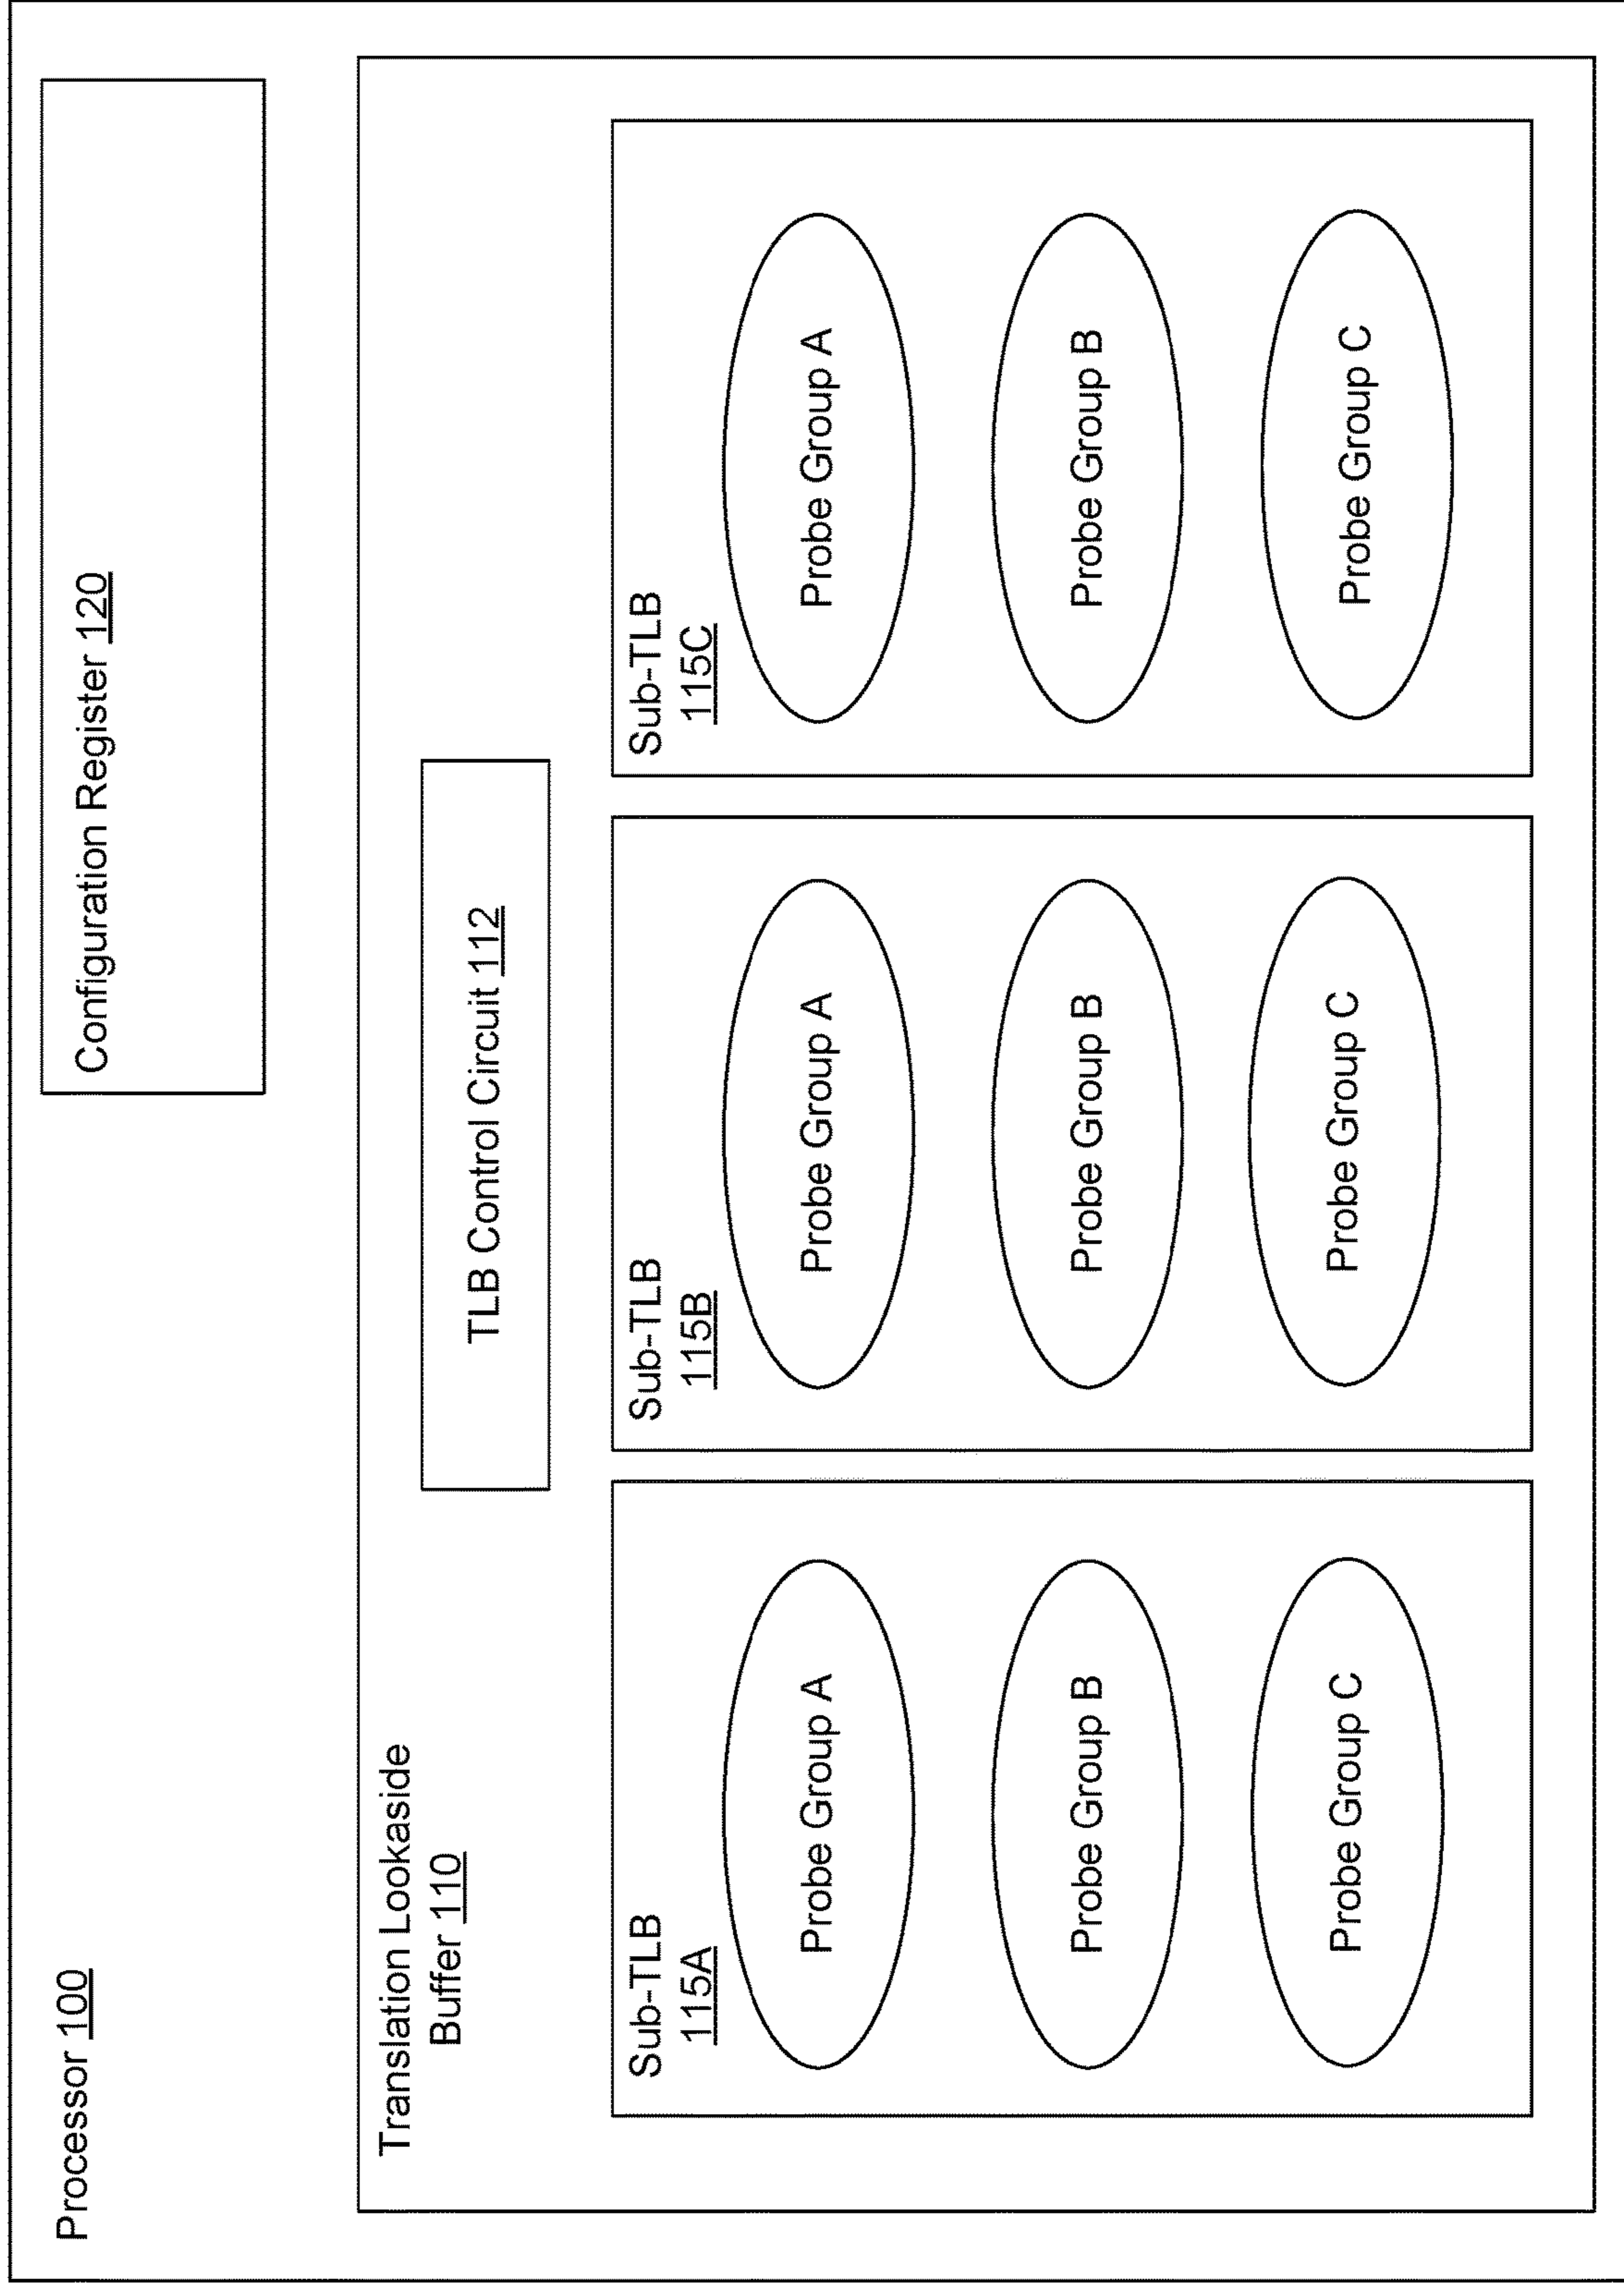 Processor 100
Configuration Register 120
Translation Lookaside
Buffer 110
TLB Control Circuit 112
Sub-TLB
115A
Probe Group A
Probe Group B
Probe Group C
Sub-TLB
115B
Probe Group A
Probe Group B
Probe Group C
Sub-TLB
115C
Probe Group A
Probe Group B
Probe Group C